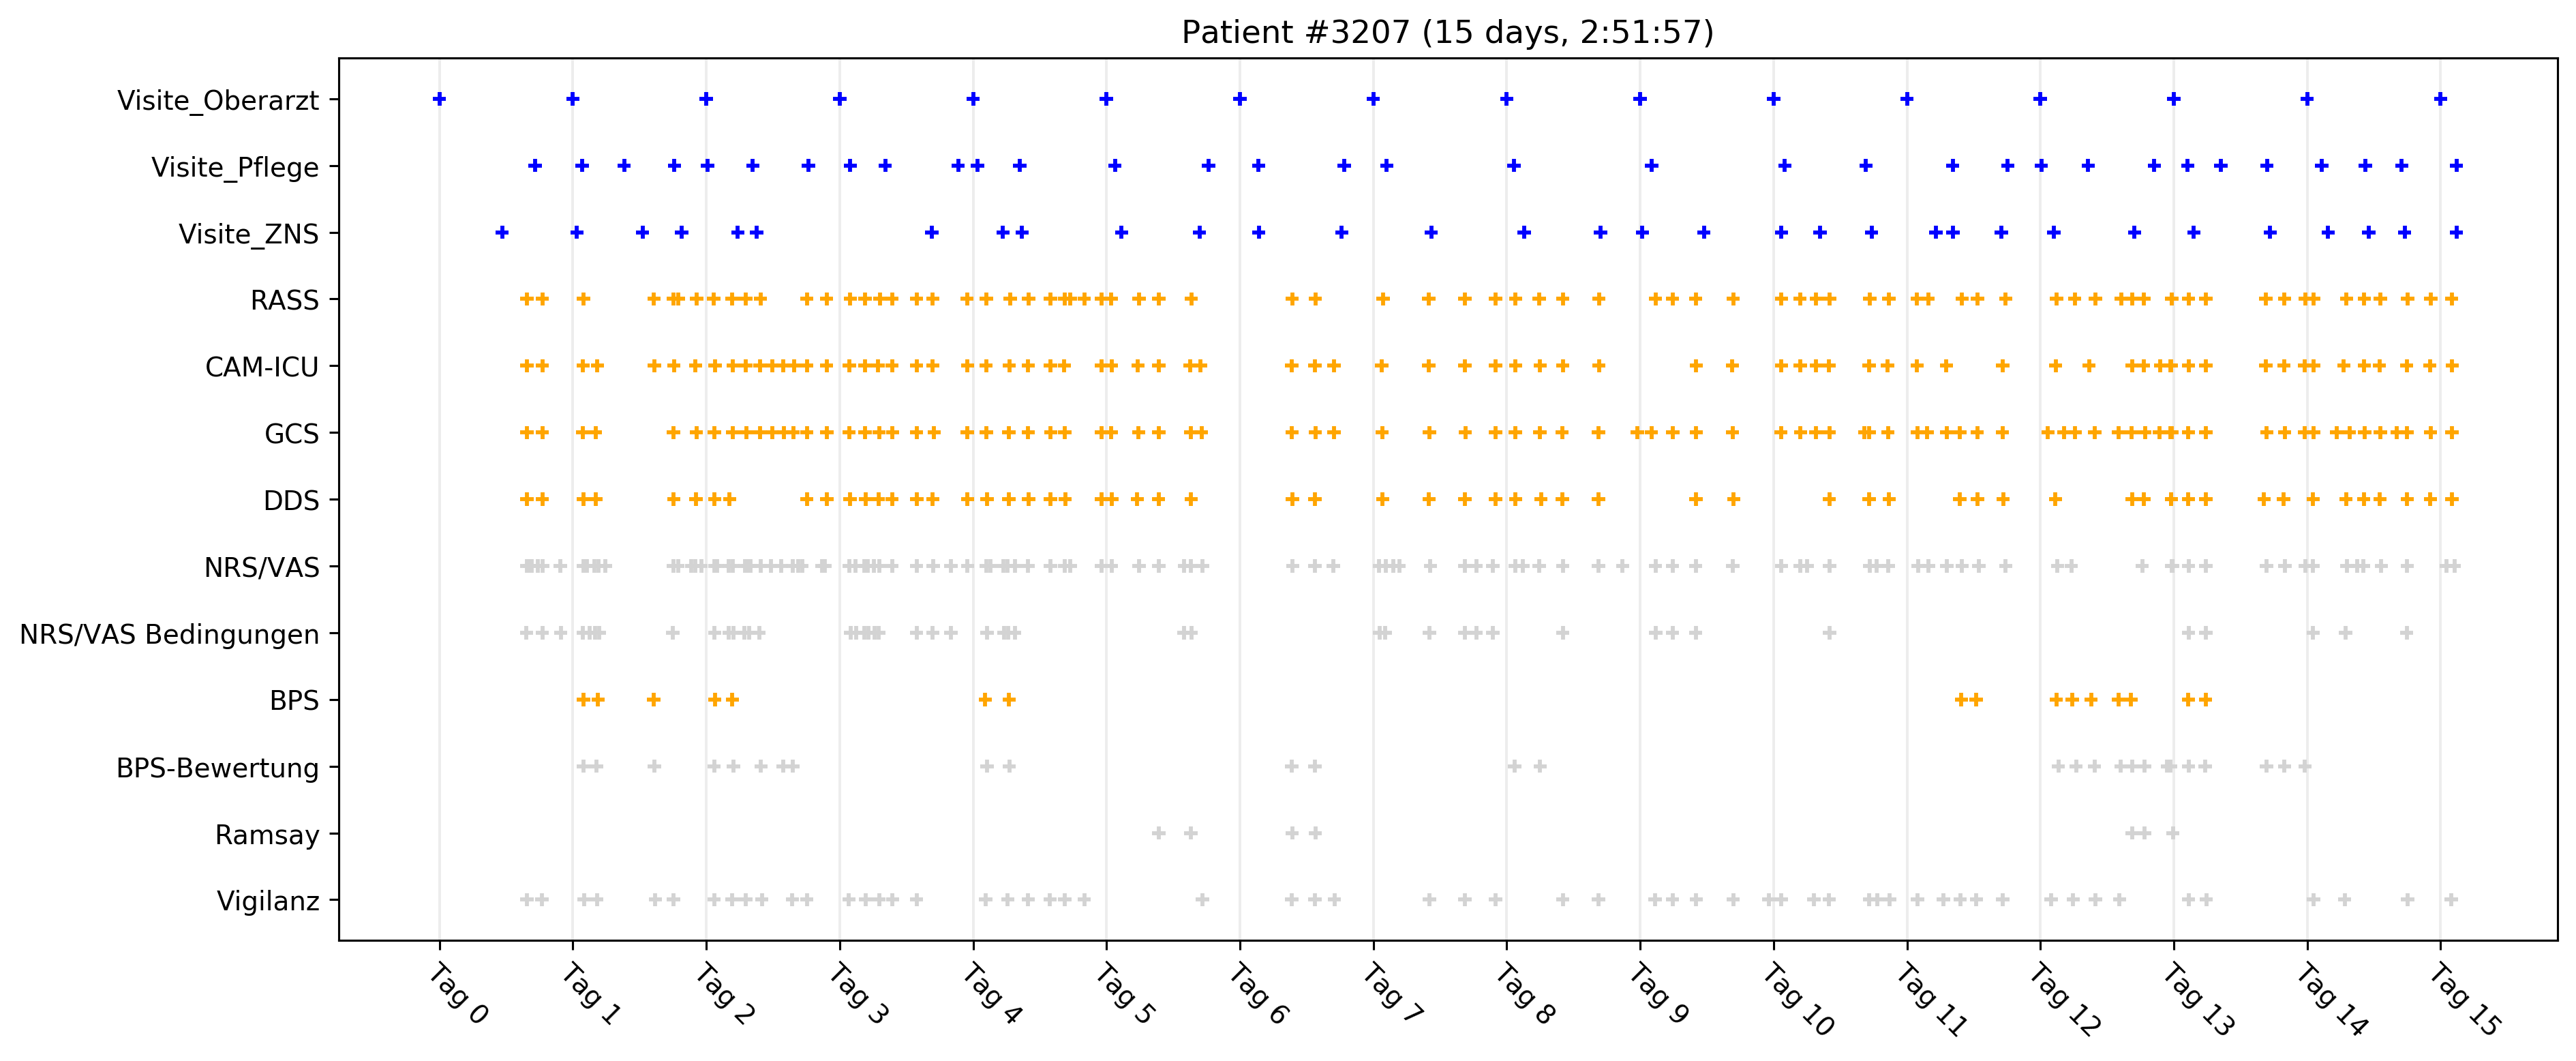 Patient #3207 (15 days, 2:51:57)
Visite_Oberarzt
Visite_Pflege
Visite_ZNS
RASS
CAM-ICU
GCS
DDS
NRS/VAS
NRS/VAS Bedingungen
BPS
BPS-Bewertung
Ramsay
Vigilanz
Tag 0
Tag 1
Tag 2
Tag 3
Tag 4
Tag 5
Tag 6
Tag 7
Tag 8
Tag 9
Tag 10
Tag 11
Tag 12
Tag 13
Tag 14
Tag 15